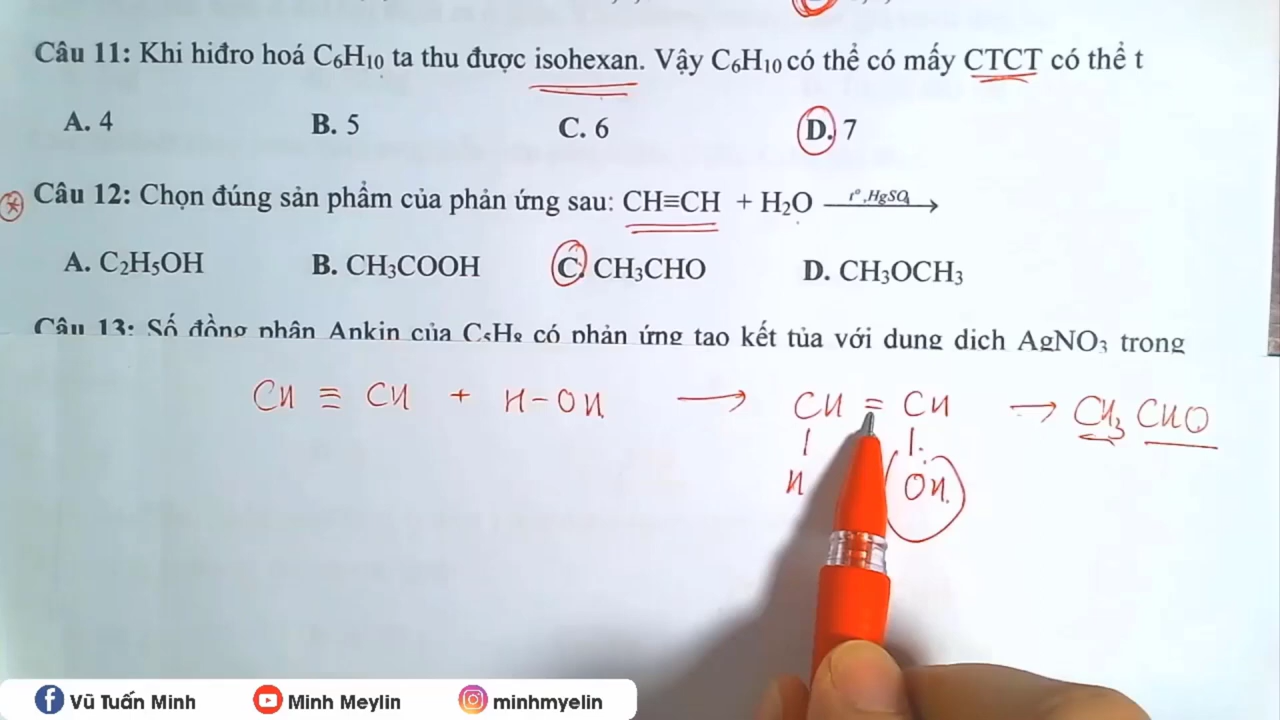 Câu 11: Khi hiđro hoá C₆H₁₀ ta thu được isohexan. Vậy C₆H₁₀ có thể có mấy CTCT có thể t
A. 4 B. 5 C. 6 D. 7
Câu 12: Chọn đúng sản phẩm của phản ứng sau: CH≡CH + H₂O t°,HgSO₄ →
A. C₂H₅OH B. CH₃COOH C. CH₃CHO D. CH₃OCH₃
Câu 13: Số đồng phân Ankin của C₅H₈ có phản ứng tạo kết tủa với dung dịch AgNO₃ trong
CH ≡ CH + H-OH → CH = CH → CH₃ CHO
H OH
Vũ Tuấn Minh Minh Meylin minhmyelin